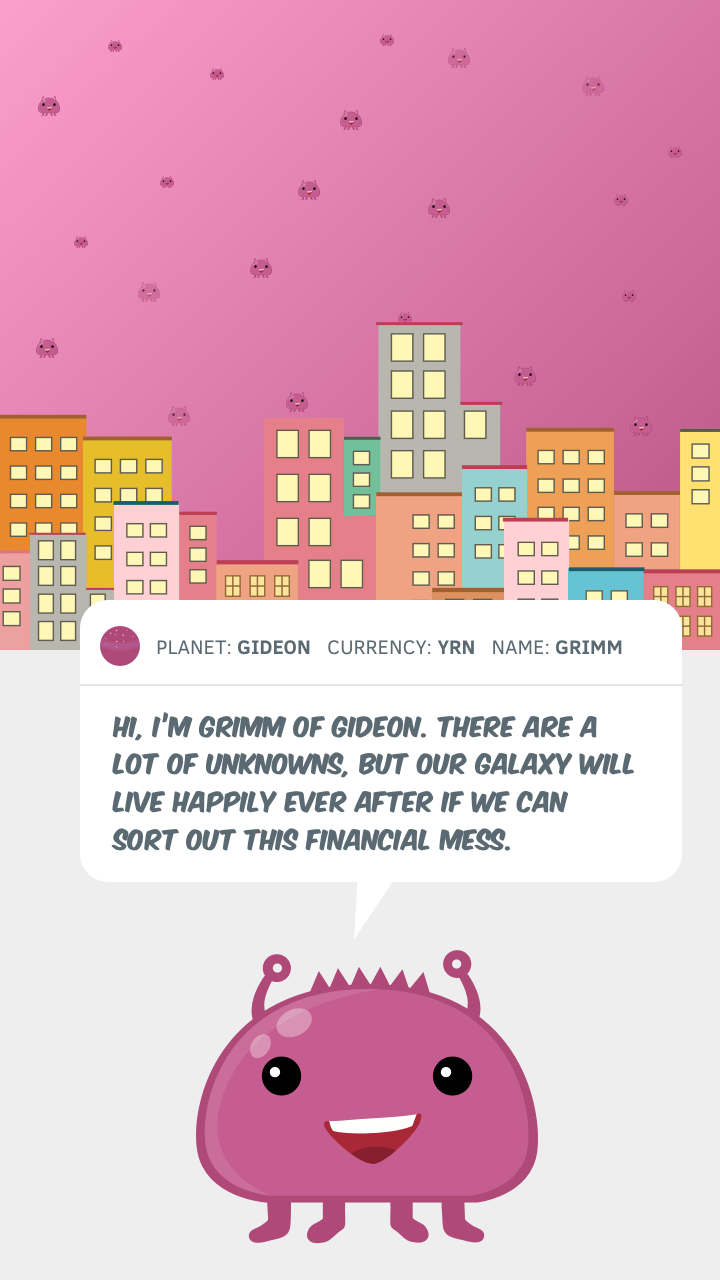 PLANET: GIDEON CURRENCY: YRN NAME: GRIMM
HI, I'M GRIMM OF GIDEON. THERE ARE A
LOT OF UNKNOWNS, BUT OUR GALAXY WILL
LIVE HAPPILY EVER AFTER IF WE CAN
SORT OUT THIS FINANCIAL MESS.